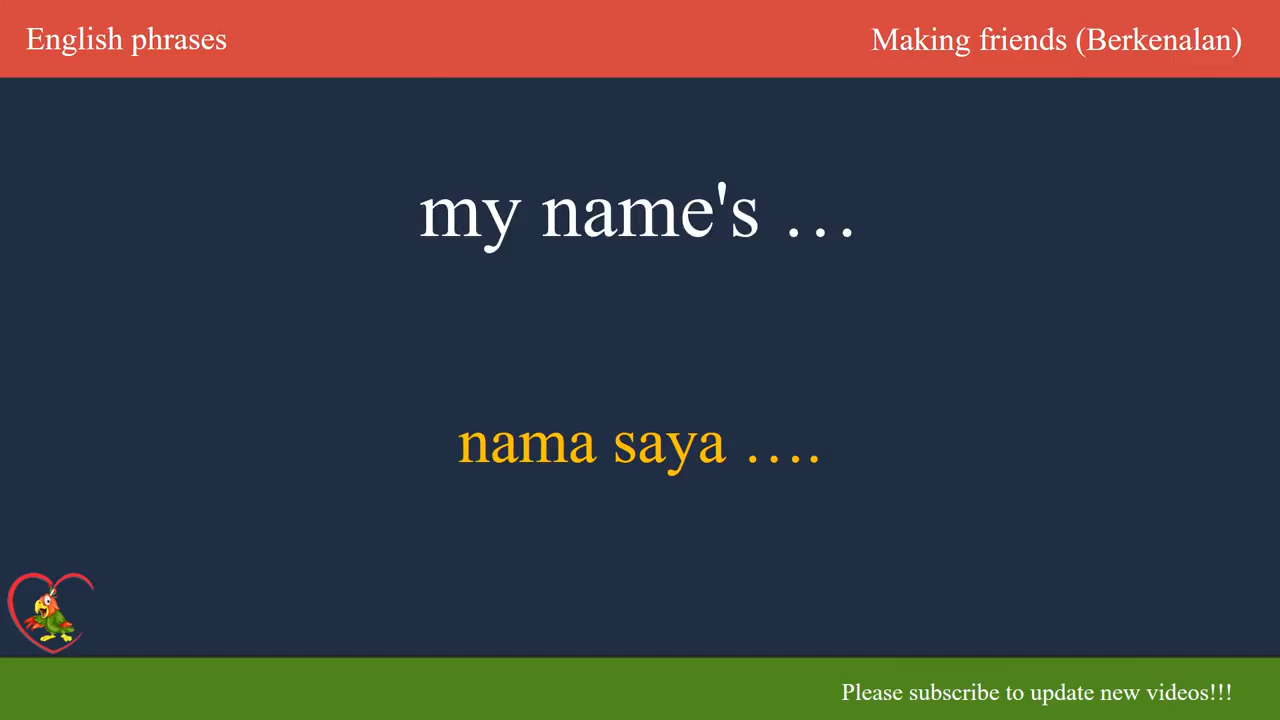 English phrases
Making friends (Berkenalan)
my name's …
nama saya ….
Please subscribe to update new videos!!!